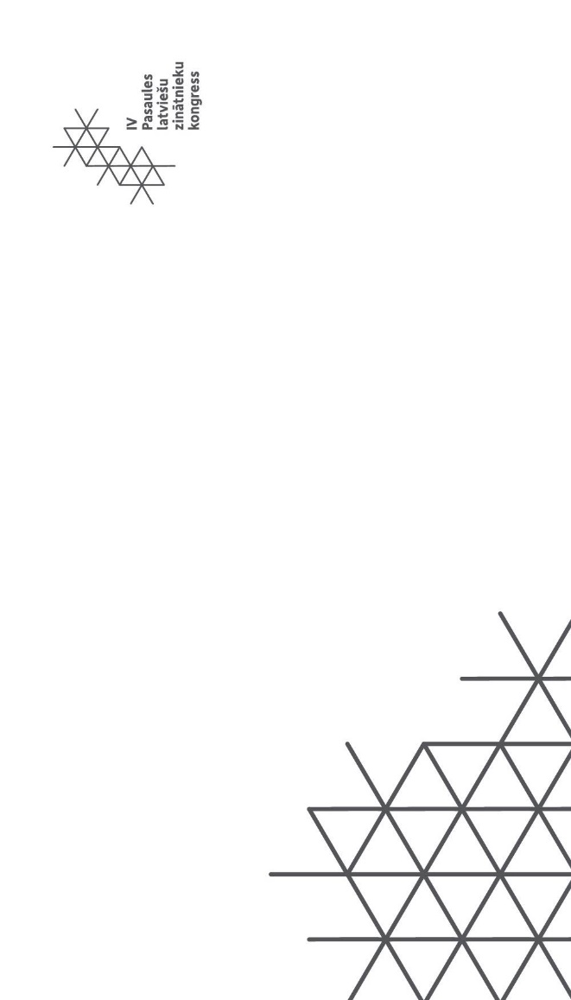 IV
Pasaules
latviešu
zinātnieku
kongress